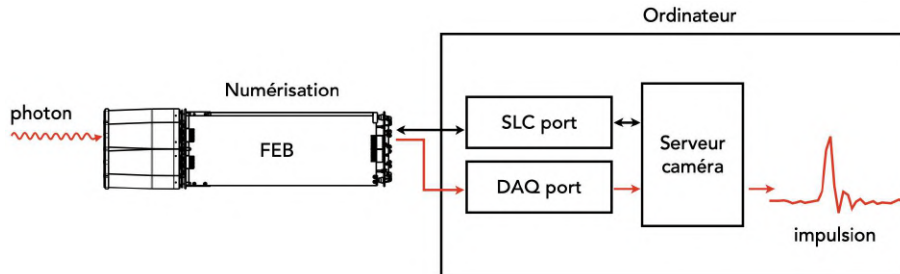 Ordinateur
Numérisation
photon
FEB
SLC port
DAQ port
Serveur
caméra
impulsion